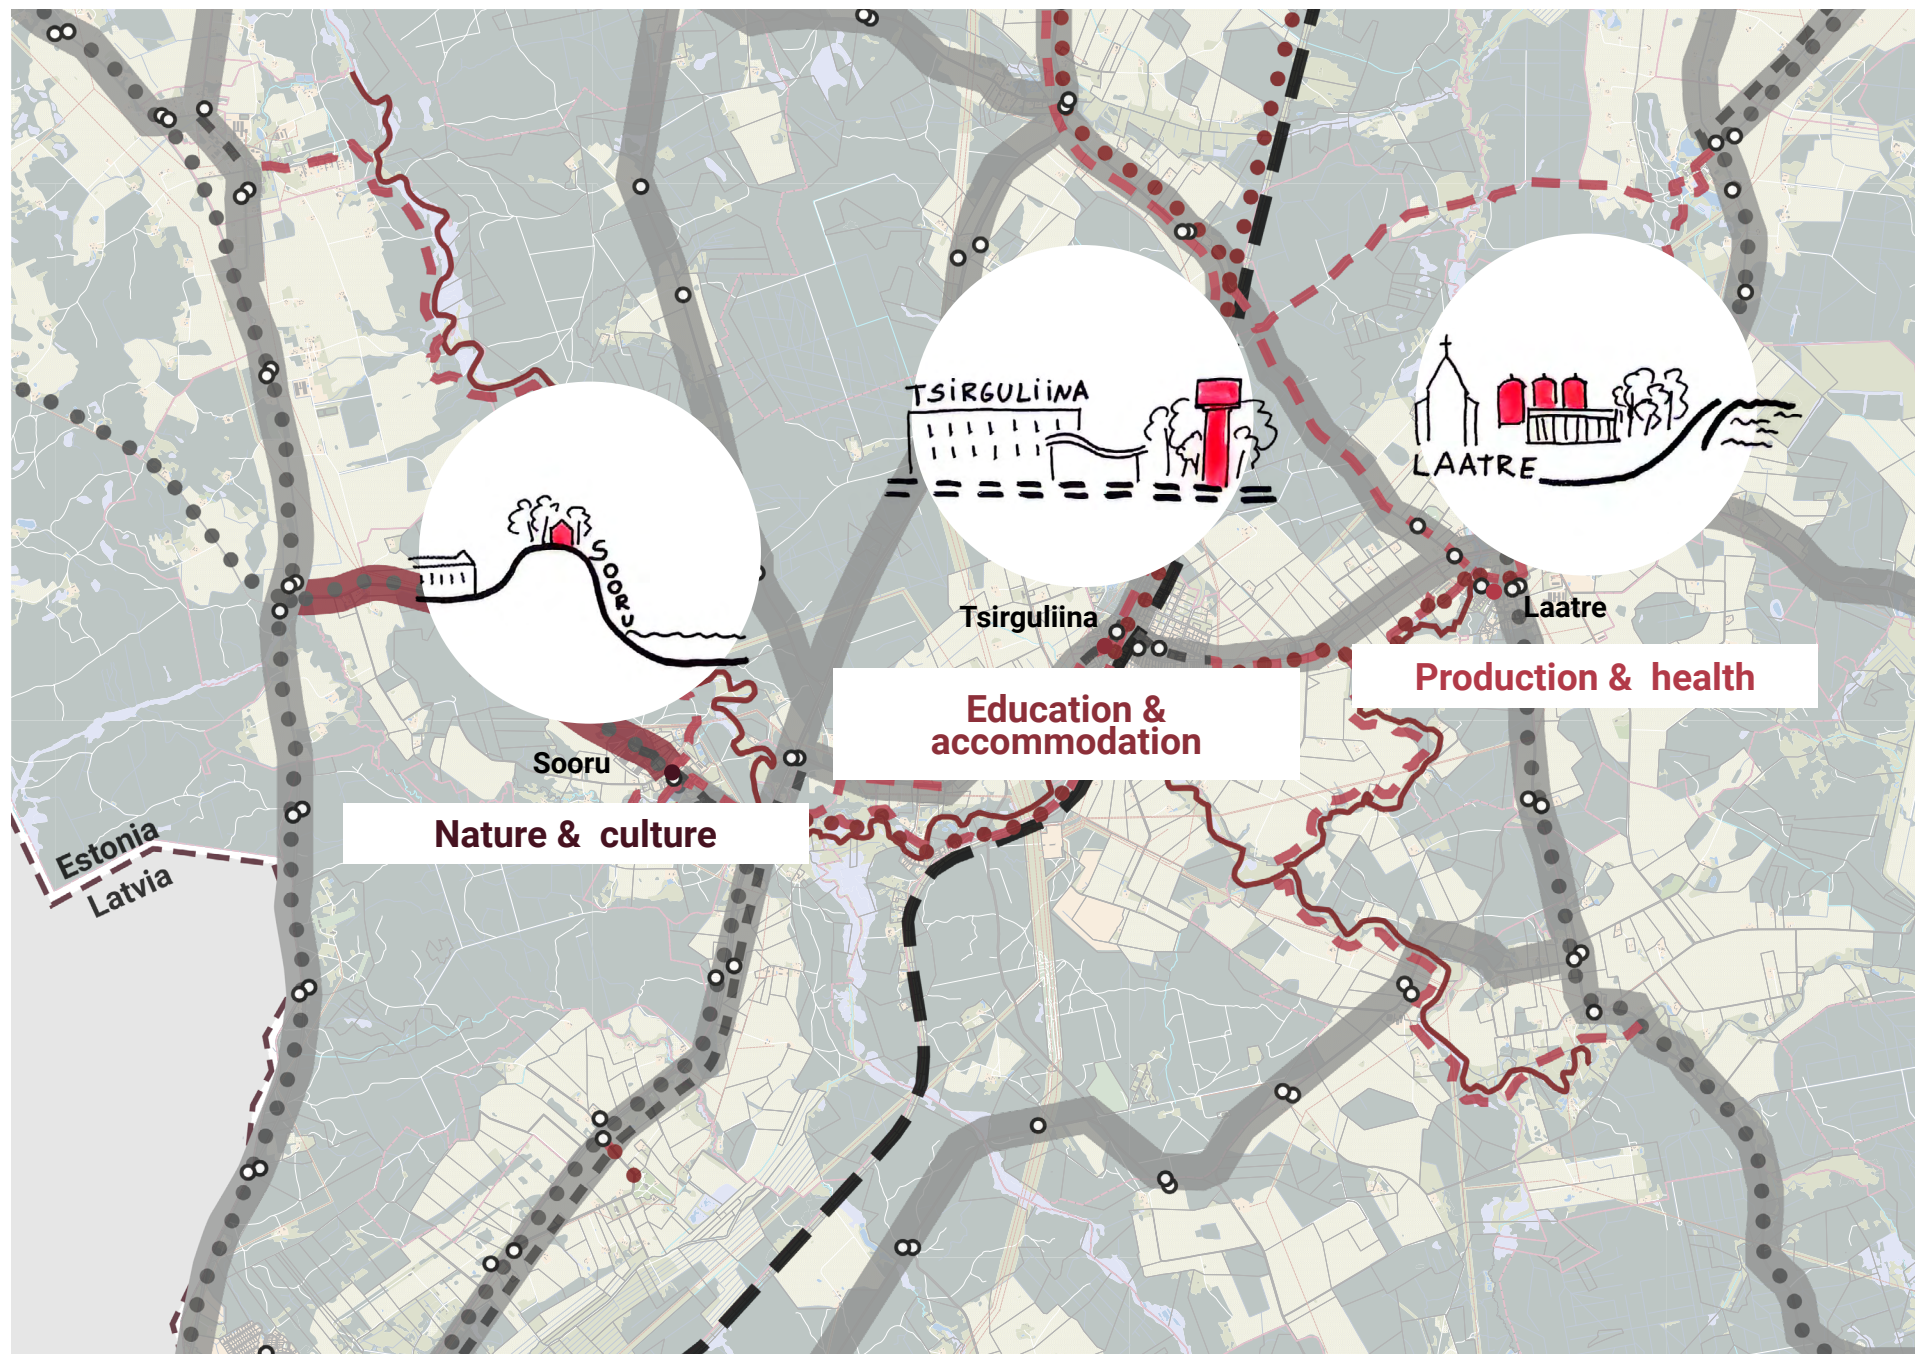 TSiRGULiiNA
LAATRE
SOORU
Tsirguliina
Laatre
Production & health
Education &
accommodation
Sooru
Nature & culture
Estonia
Latvia